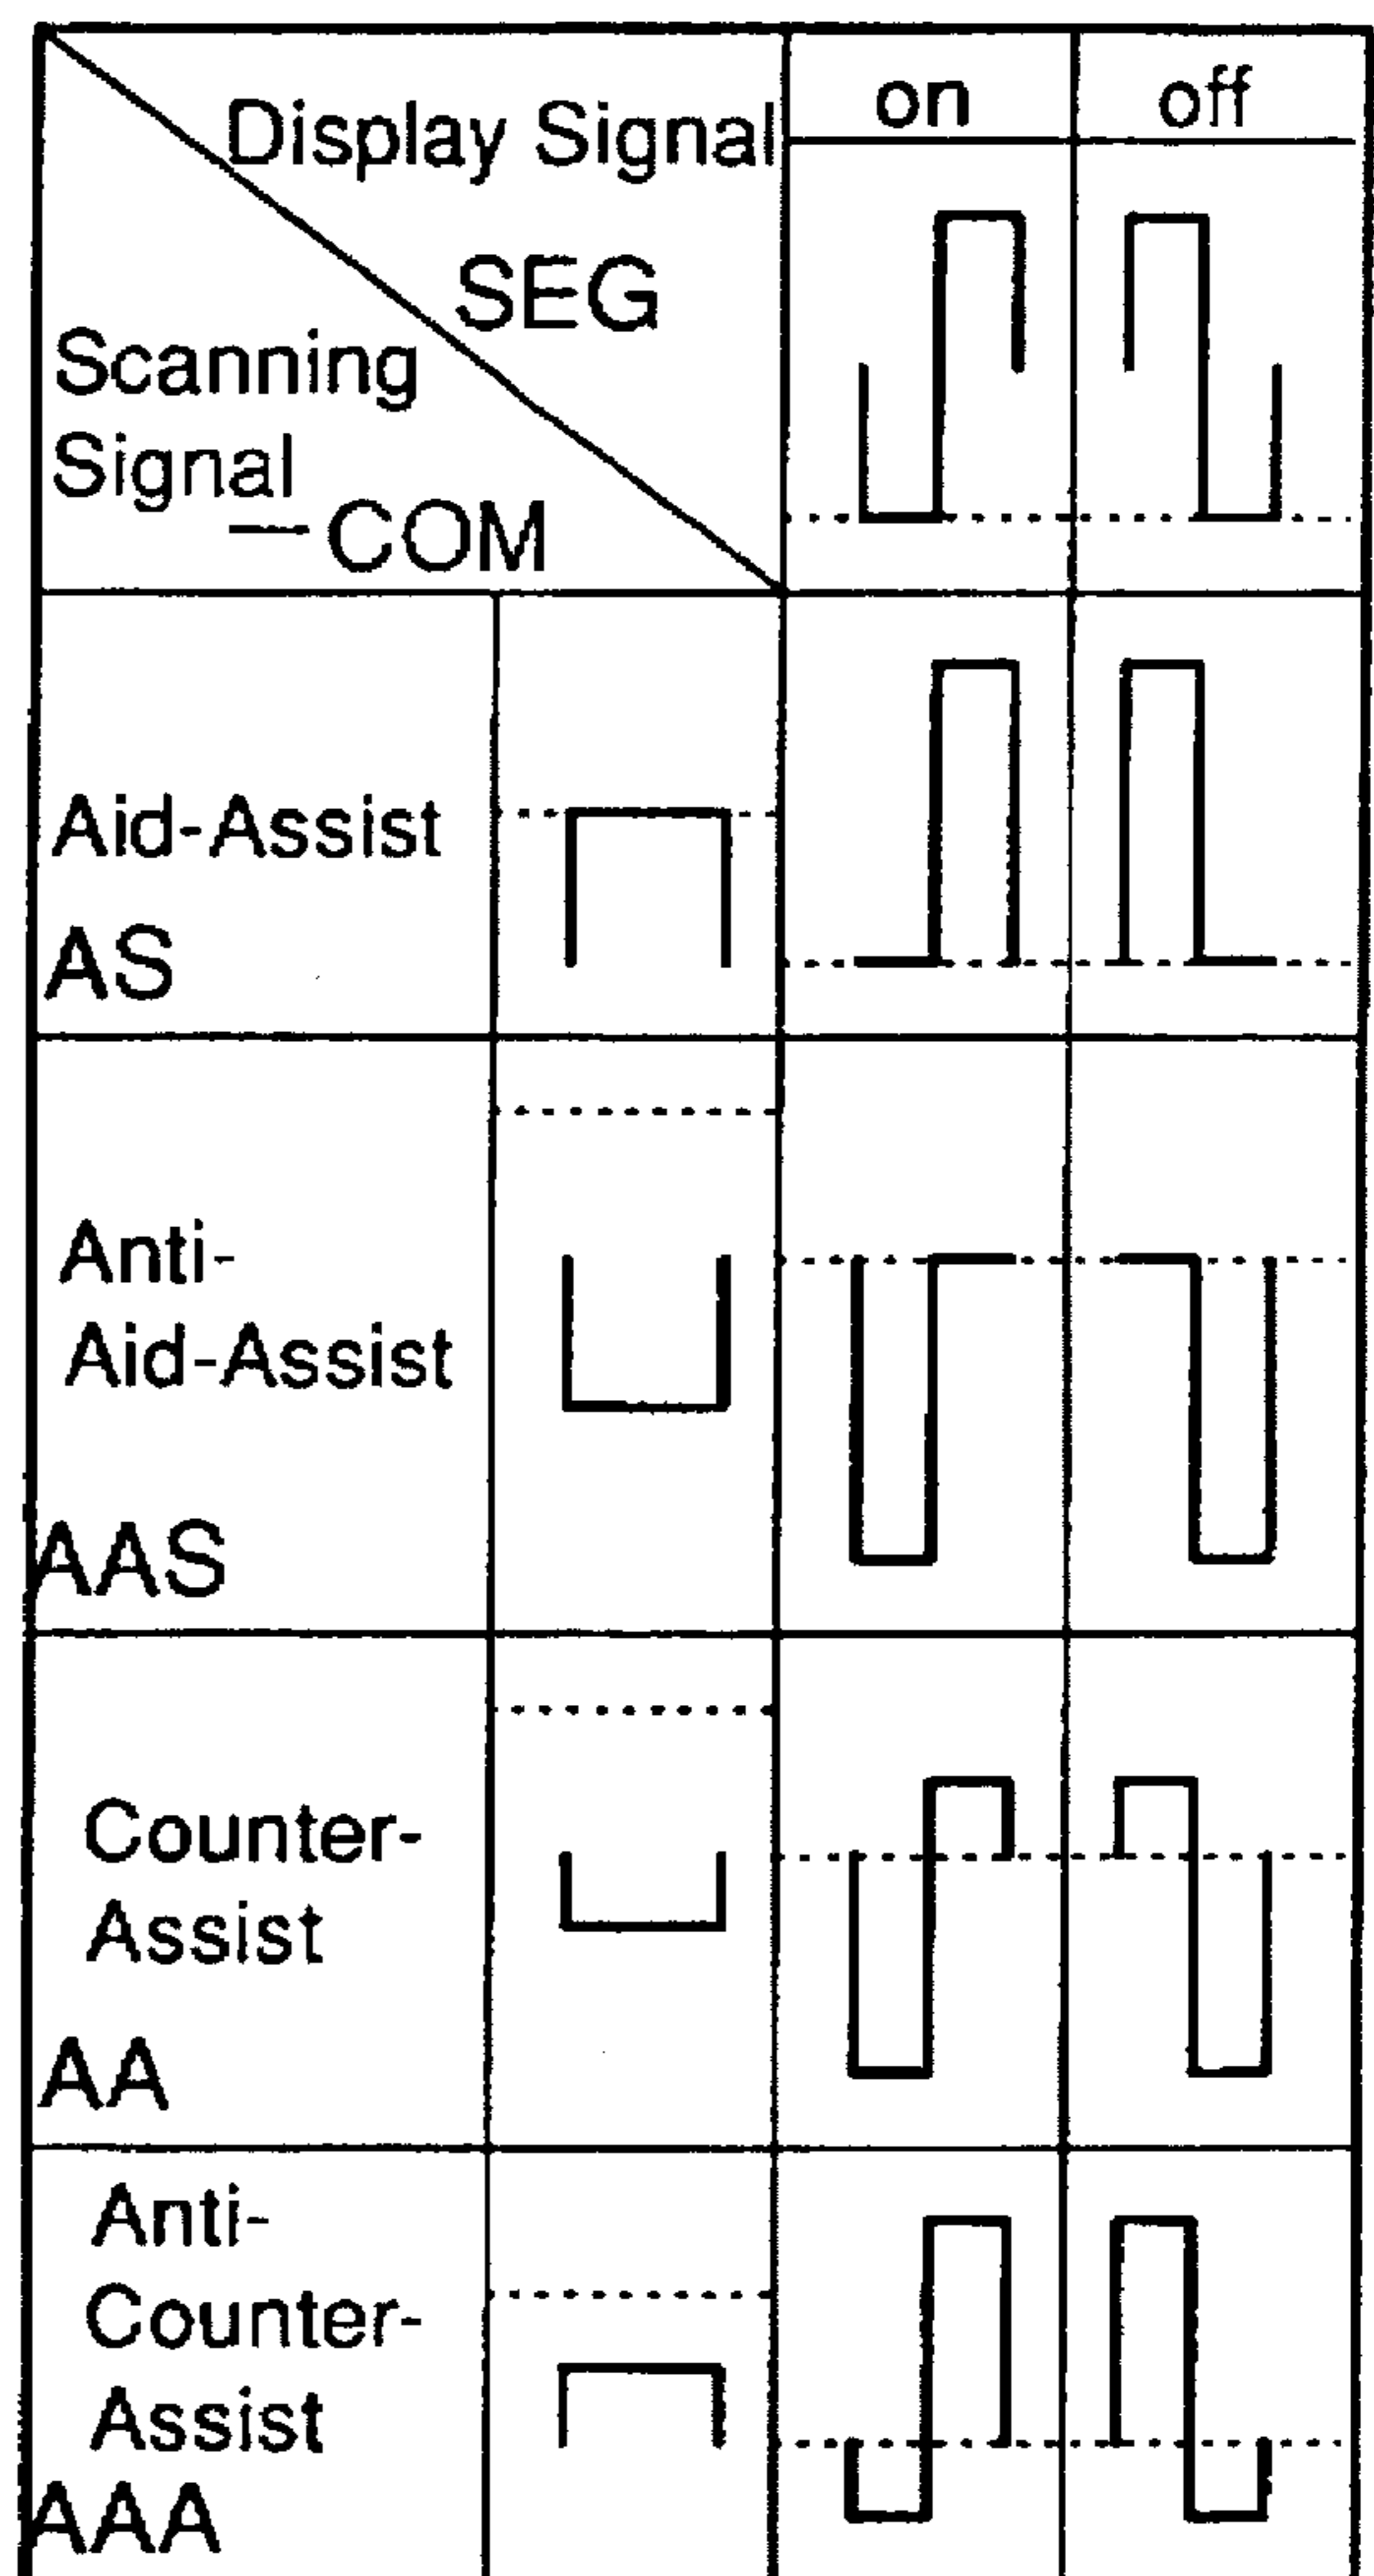 Display Signal
on
off
SEG
Scanning
Signal
— COM
Aid-Assist
AS
Anti-
Aid-Assist
AAS
Counter-
Assist
AA
Anti-
Counter-
Assist
AAA